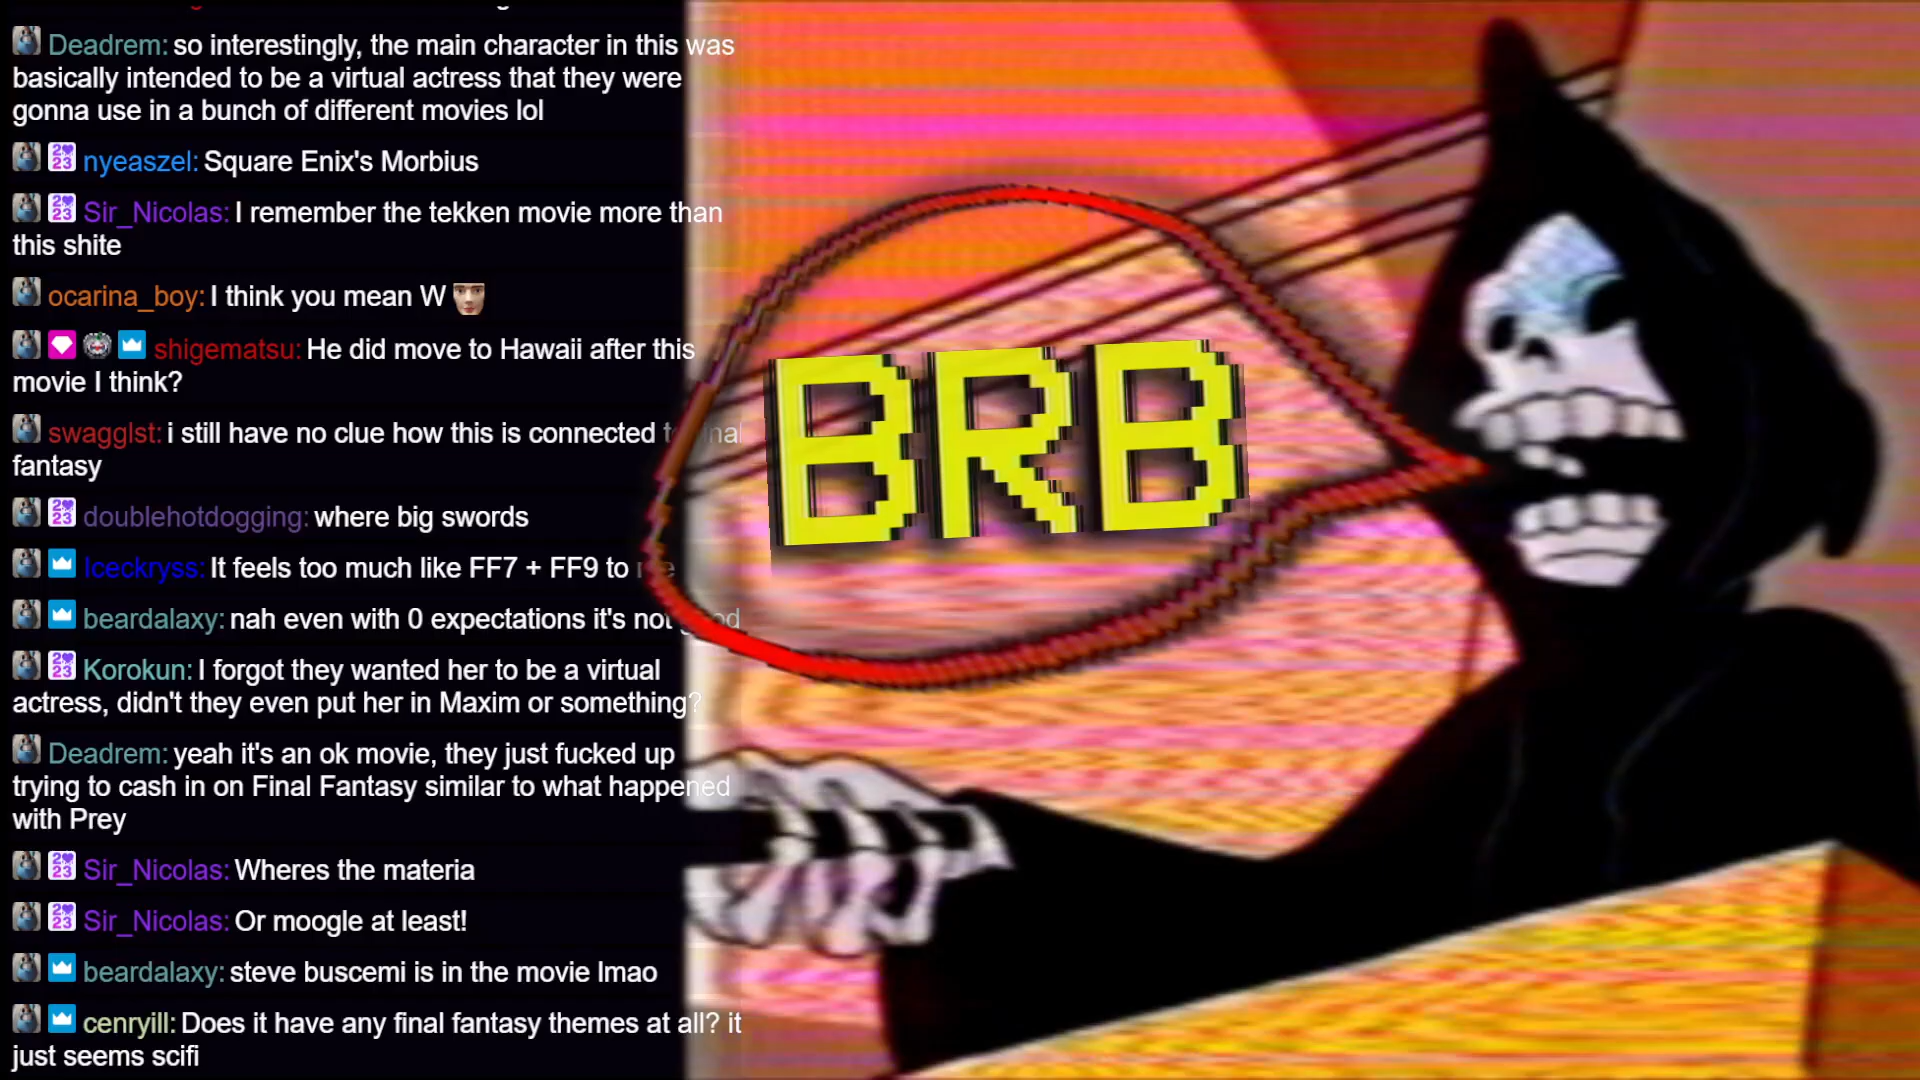 Deadrem: so interestingly, the main character in this was
basically intended to be a virtual actress that they were
gonna use in a bunch of different movies lol
nyeaszel: Square Enix's Morbius
Sir_Nicolas: I remember the tekken movie more than
this shite
ocarina_boy: I think you mean W
shigematsu: He did move to Hawaii after this
movie I think?
swagglst: i still have no clue how this is connected to final
fantasy
doublehotdogging: where big swords
Iceckryss: It feels too much like FF7 + FF9 to me
beardalaxy: nah even with 0 expectations it's not good
Korokun: I forgot they wanted her to be a virtual
actress, didn't they even put her in Maxim or something?
Deadrem: yeah it's an ok movie, they just fucked up
trying to cash in on Final Fantasy similar to what happened
with Prey
Sir_Nicolas: Wheres the materia
Sir_Nicolas: Or moogle at least!
beardalaxy: steve buscemi is in the movie lmao
cenryill: Does it have any final fantasy themes at all? it
just seems scifi
BRB